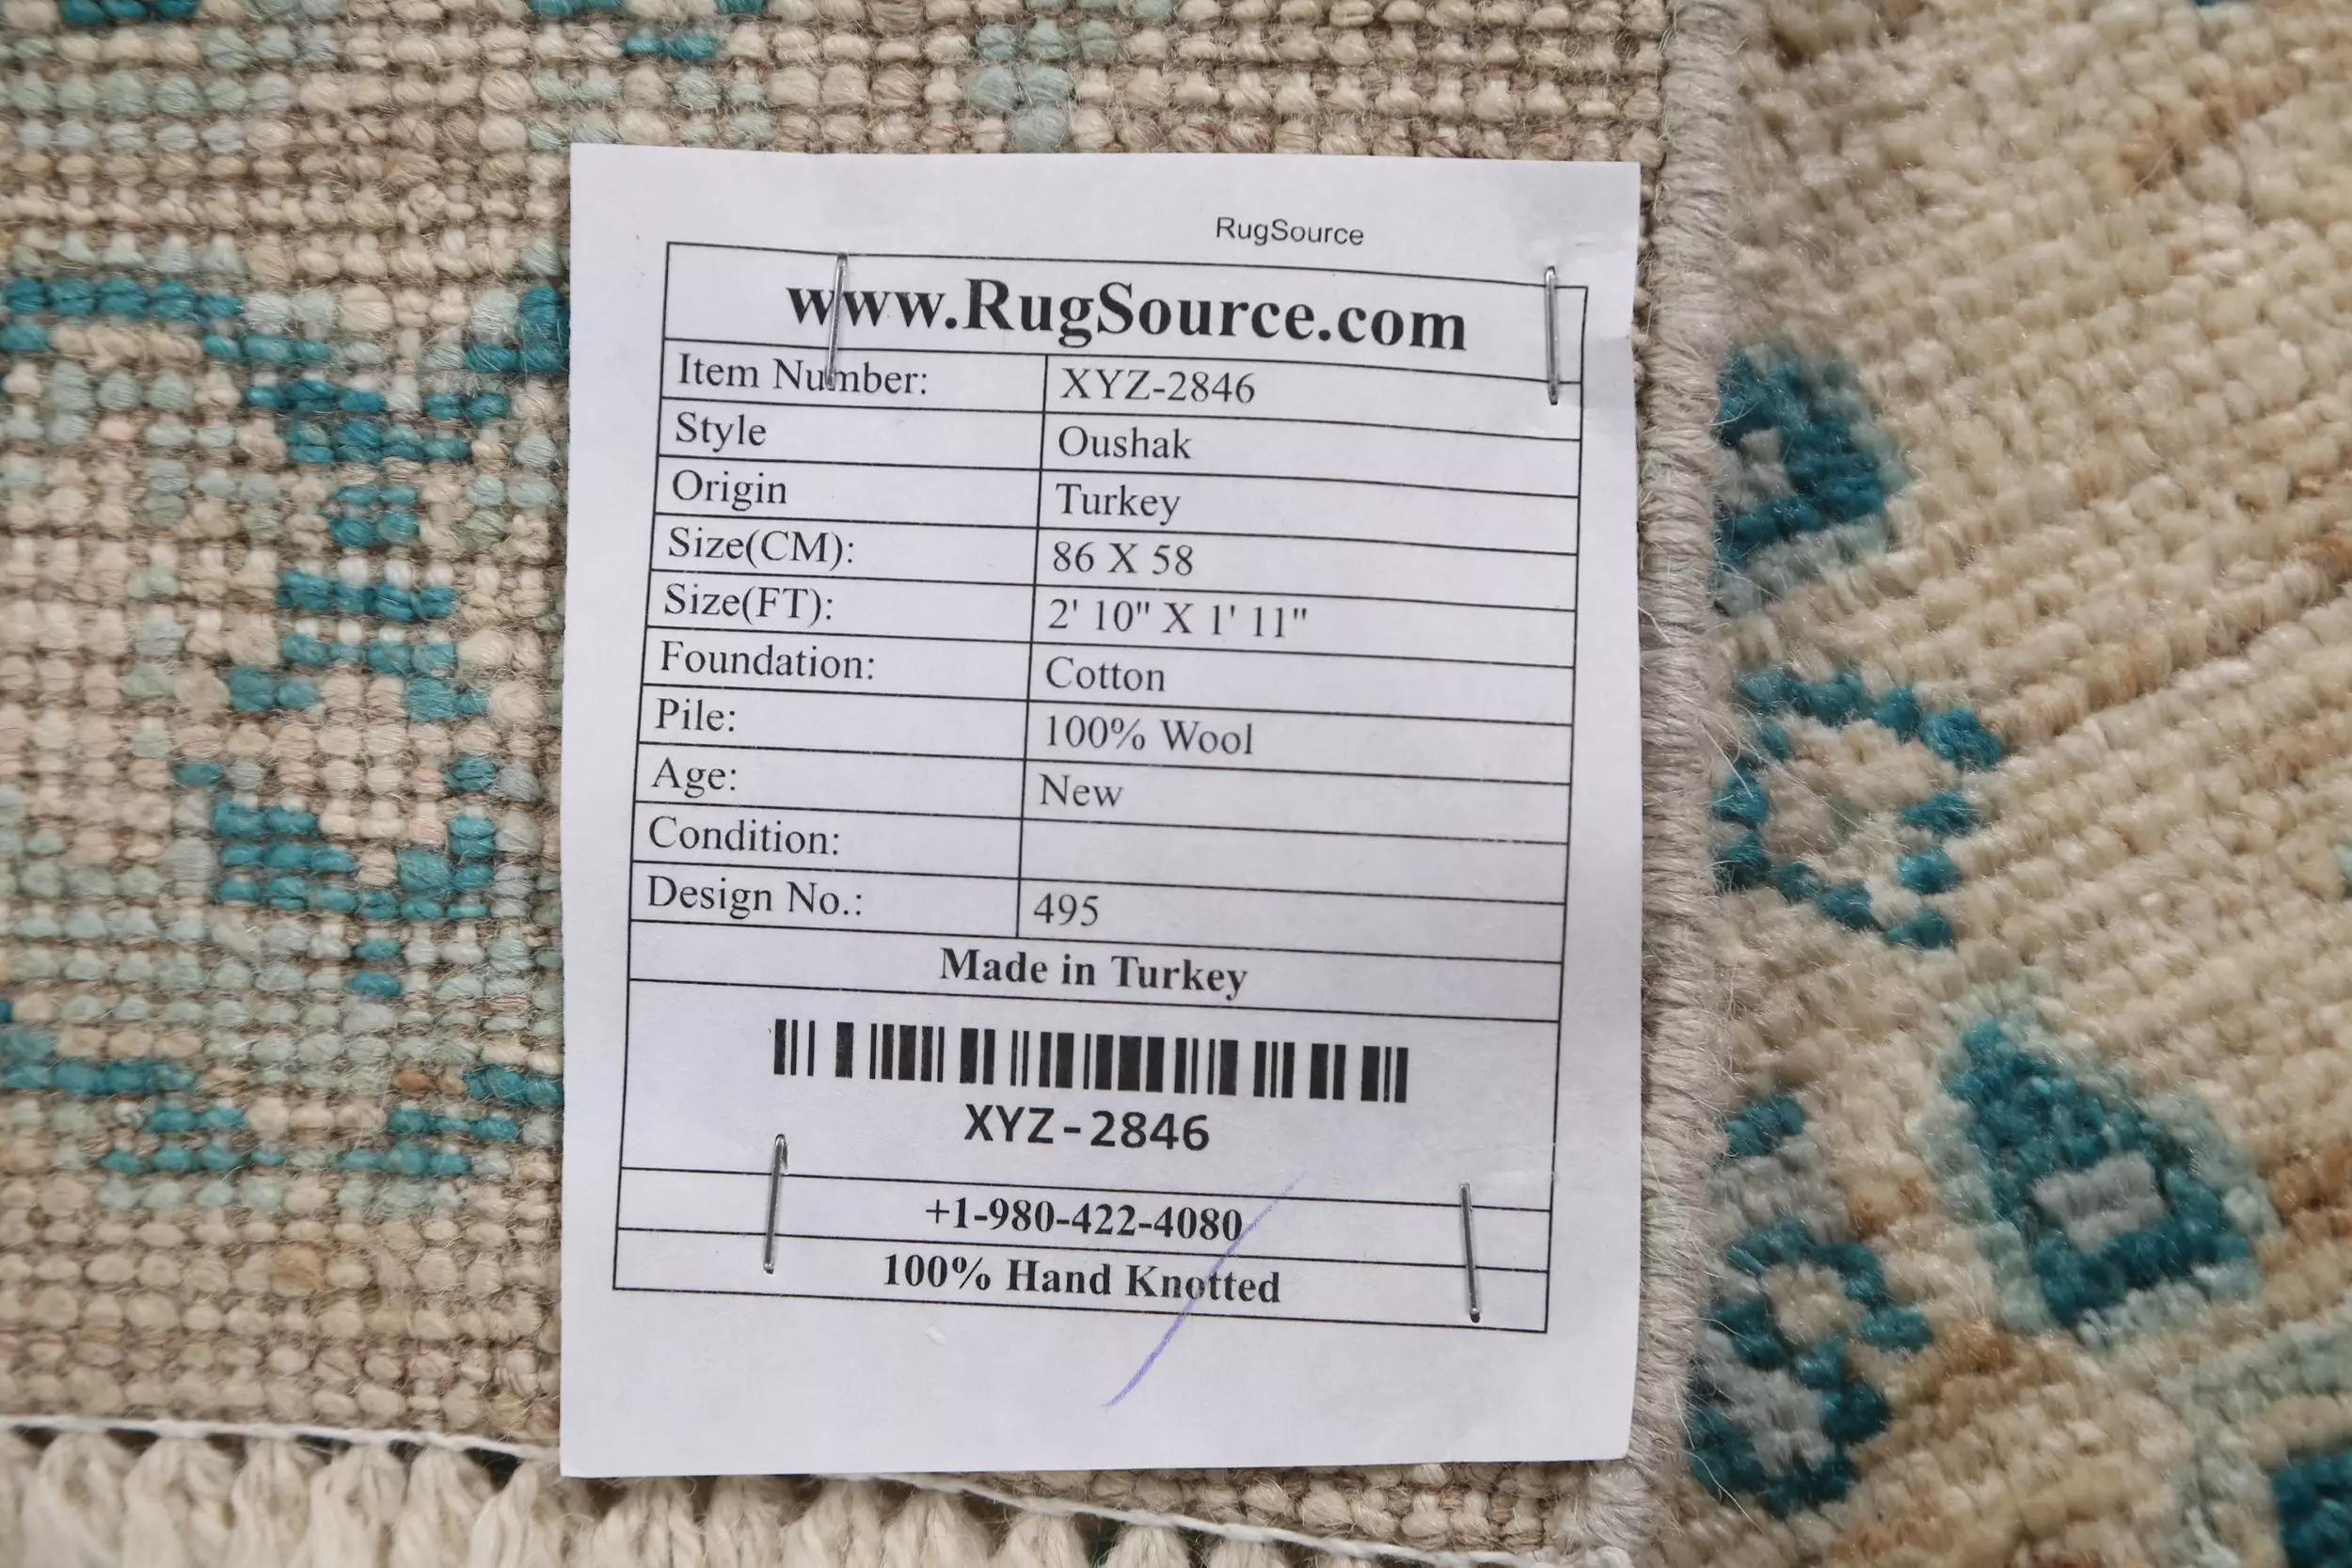 RugSource
www.RugSource.com
Item Number: XYZ-2846
Style Oushak
Origin Turkey
Size(CM): 86 X 58
Size(FT): 2' 10" X 1' 11"
Foundation: Cotton
Pile: 100% Wool
Age: New
Condition:
Design No.: 495
Made in Turkey
XYZ-2846
+1-980-422-4080
100% Hand Knotted